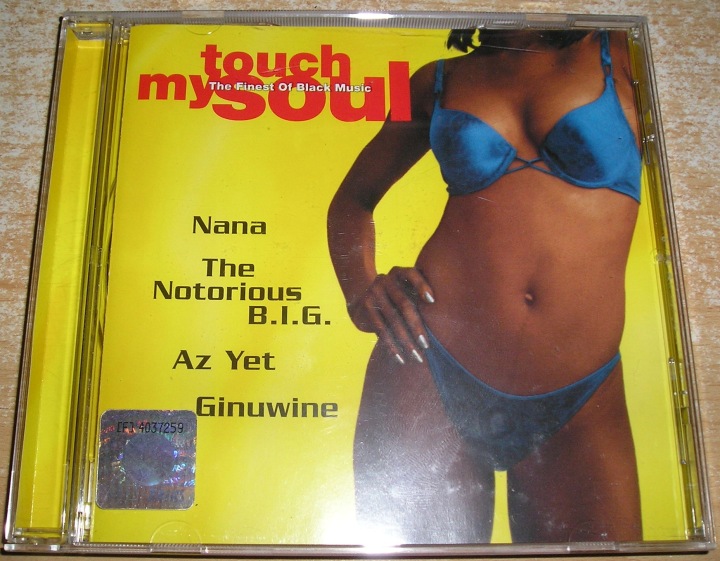 touch
my soul
The Finest Of Black Music
Nana
The
Notorious
B.I.G.
Az Yet
Ginuwine
4037259